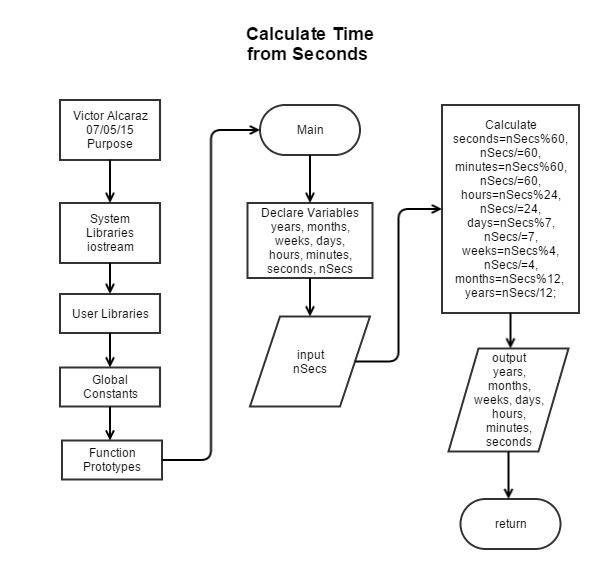 Calculate Time
from Seconds
Victor Alcaraz
07/05/15
Purpose
System
Libraries
iostream
User Libraries
Global
Constants
Function
Prototypes
Main
Declare Variables
years, months,
weeks, days,
hours, minutes,
seconds, nSecs
input
nSecs
Calculate
seconds=nSecs%60,
nSecs/=60,
minutes=nSecs%60,
nSecs/=60,
hours=nSecs%24,
nSecs/=24,
days=nSecs%7,
nSecs/=7,
weeks=nSecs%4,
nSecs/=4,
months=nSecs%12,
years=nSecs/12;
output
years,
months,
weeks, days,
hours,
minutes,
seconds
return